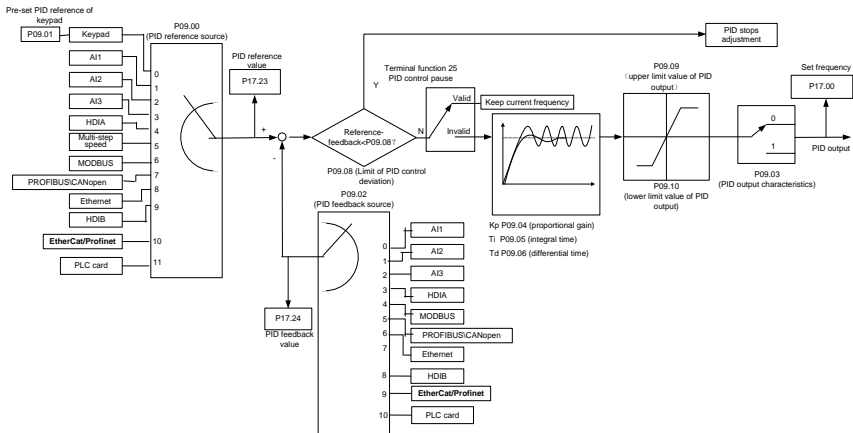 Pre-set PID reference of
keypad
P09.01
Keypad
AI1
AI2
AI3
HDIA
Multi-step
speed
MODBUS
PROFIBUS\CANopen
Ethernet
HDIB
EtherCat/Profinet
PLC card
P09.00
(PID reference source)
0
1
2
3
4
5
6
7
8
9
10
11
PID reference
value
P17.23
+
-
P17.24
PID feedback
value
Reference-
feedback<P09.08?
Y
N
P09.08 (Limit of PID control
deviation)
P09.02
(PID feedback source)
0
1
2
3
4
5
6
7
8
9
10
AI1
AI2
AI3
HDIA
MODBUS
PROFIBUS\CANopen
Ethernet
HDIB
EtherCat/Profinet
PLC card
Terminal function 25
PID control pause
Valid
Invalid
Keep current frequency
PID stops
adjustment
Kp P09.04 (proportional gain)
Ti P09.05 (integral time)
Td P09.06 (differential time)
P09.09
(upper limit value of PID
output)
P09.10
(lower limit value of PID
output)
0
1
P09.03
(PID output characteristics)
Set frequency
P17.00
PID output